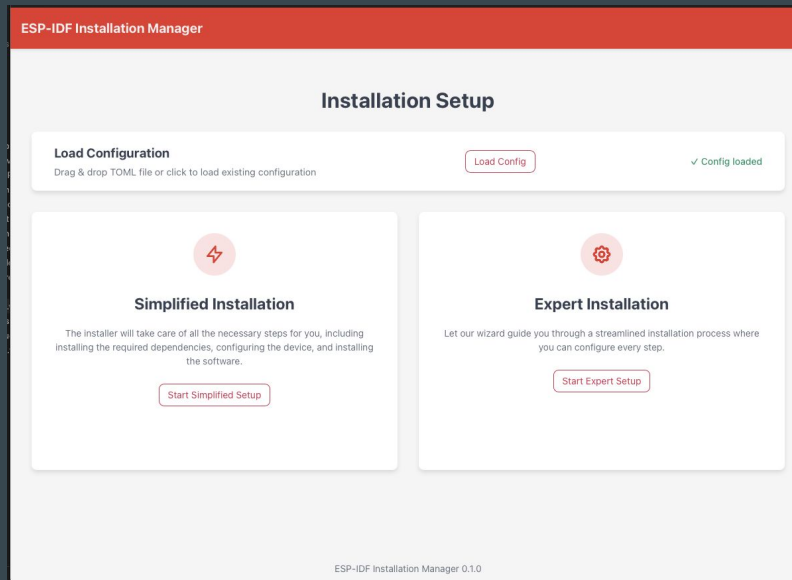 ESP-IDF Installation Manager
Installation Setup
Load Configuration
Drag & drop TOML file or click to load existing configuration
Load Config
✓ Config loaded
Simplified Installation
The installer will take care of all the necessary steps for you, including
installing the required dependencies, configuring the device, and installing
the software.
Start Simplified Setup
Expert Installation
Let our wizard guide you through a streamlined installation process where
you can configure every step.
Start Expert Setup
ESP-IDF Installation Manager 0.1.0